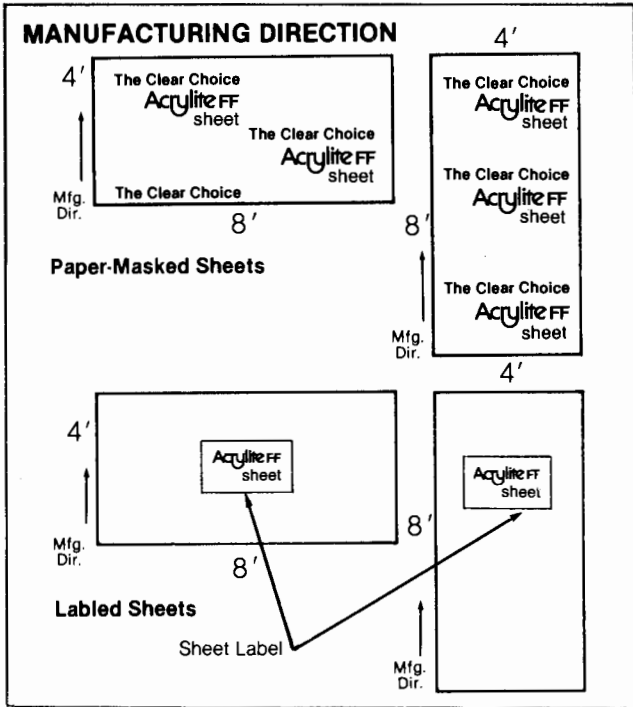 MANUFACTURING DIRECTION
4'
The Clear Choice
Acrylite FF
sheet
The Clear Choice
Acrylite FF
sheet
The Clear Choice
Mfg.
Dir.
8'
Paper-Masked Sheets
4'
The Clear Choice
Acrylite FF
sheet
The Clear Choice
Acrylite FF
sheet
The Clear Choice
Acrylite FF
sheet
8'
Mfg.
Dir.
4'
Acrylite FF
sheet
Mfg.
Dir.
8'
Labled Sheets
Sheet Label
4'
Acrylite FF
sheet
8'
Mfg.
Dir.